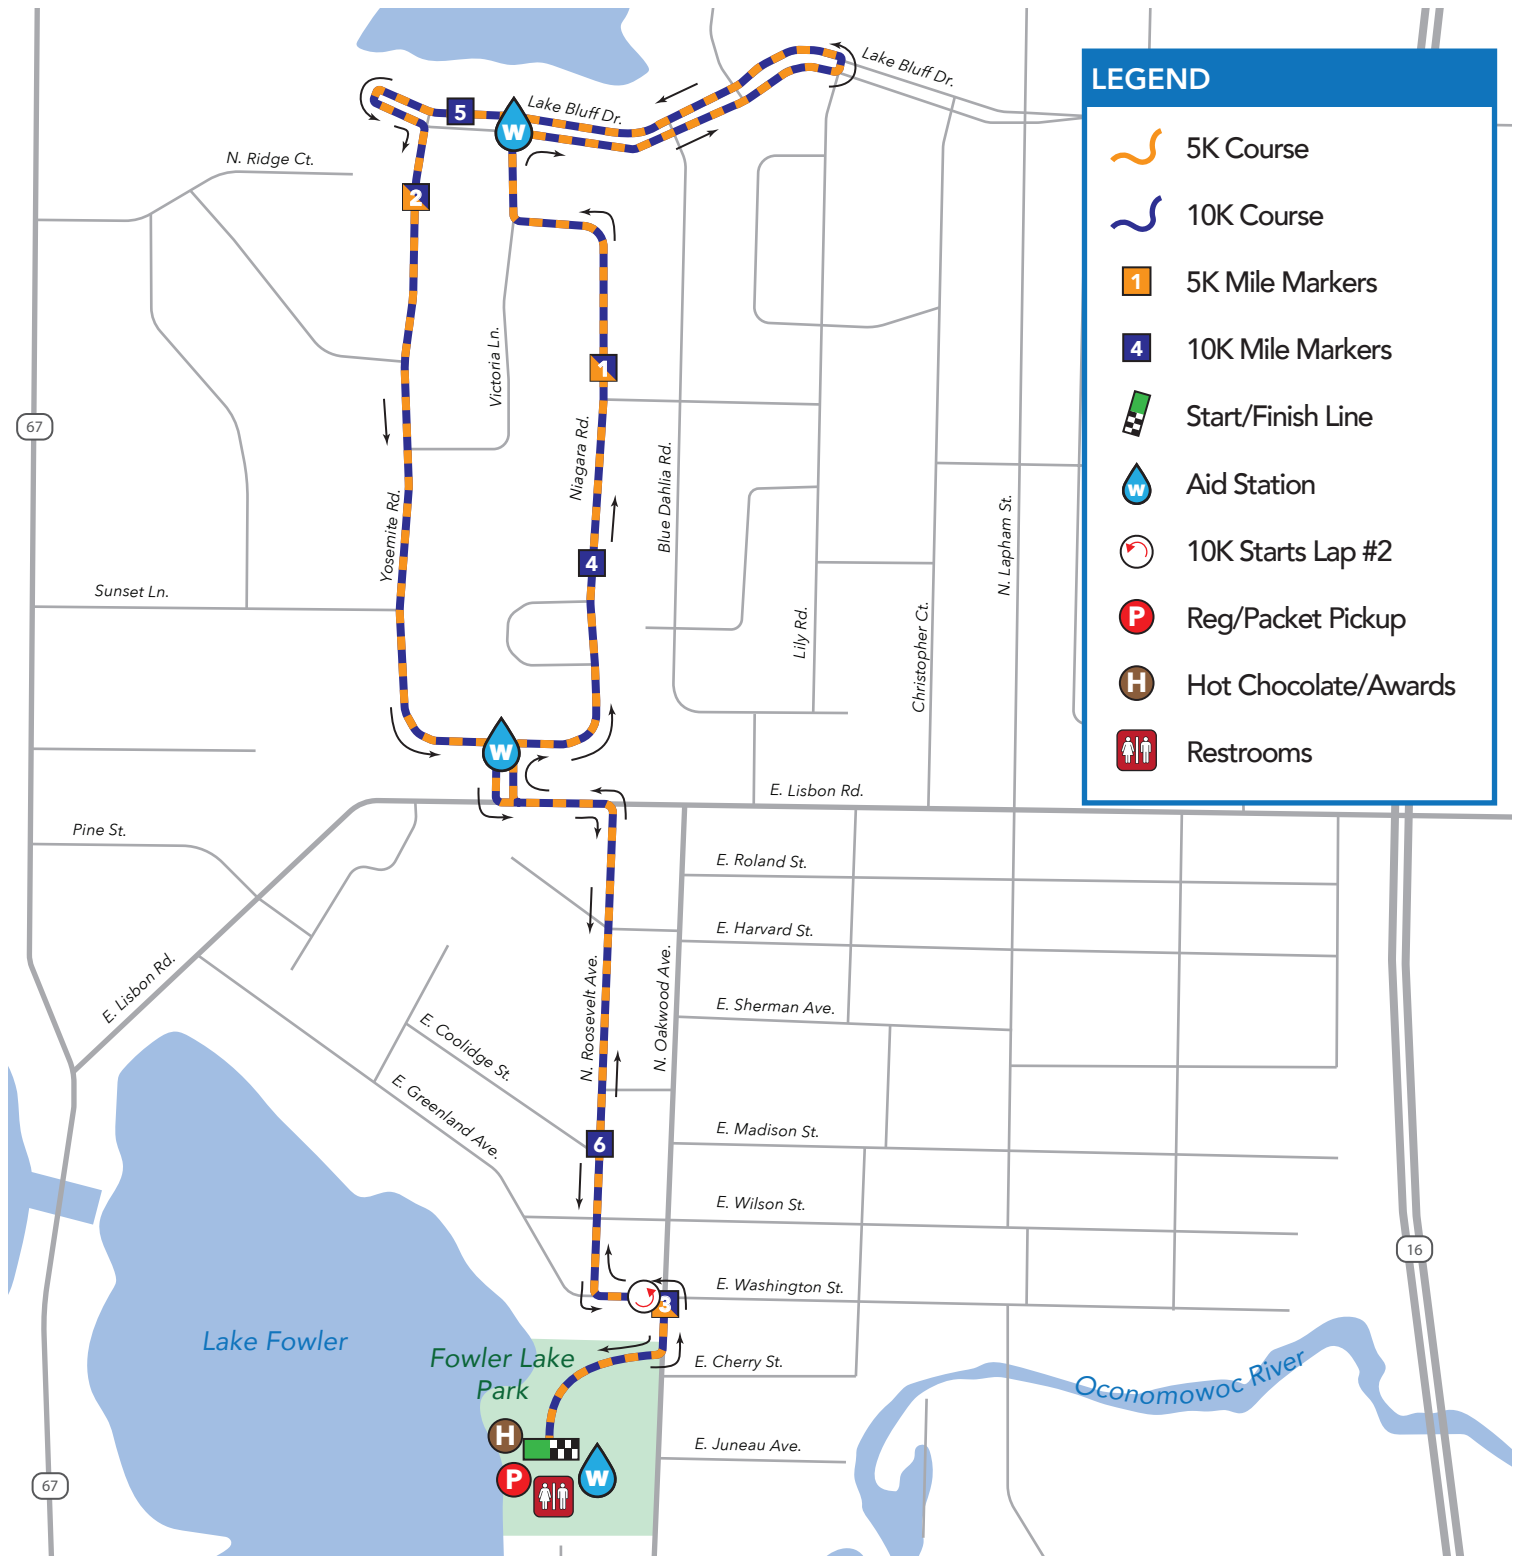 LEGEND
5K Course
10K Course
1
5K Mile Markers
4
10K Mile Markers
Start/Finish Line
W
Aid Station
10K Starts Lap #2
P
Reg/Packet Pickup
H
Hot Chocolate/Awards
Restrooms
Lake Bluff Dr.
5
Lake Bluff Dr.
W
N. Ridge Ct.
2
Victoria Ln.
1
67
Niagara Rd.
Blue Dahlia Rd.
Yosemite Rd.
N. Lapham St.
4
Sunset Ln.
Lily Rd.
Christopher Ct.
W
E. Lisbon Rd.
Pine St.
E. Roland St.
E. Harvard St.
E. Lisbon Rd.
N. Roosevelt Ave.
N. Oakwood Ave.
E. Sherman Ave.
E. Coolidge St.
E. Greenland Ave.
6
E. Madison St.
E. Wilson St.
16
E. Washington St.
3
Lake Fowler
Fowler Lake
Park
E. Cherry St.
Oconomowoc River
H
E. Juneau Ave.
P
W
67